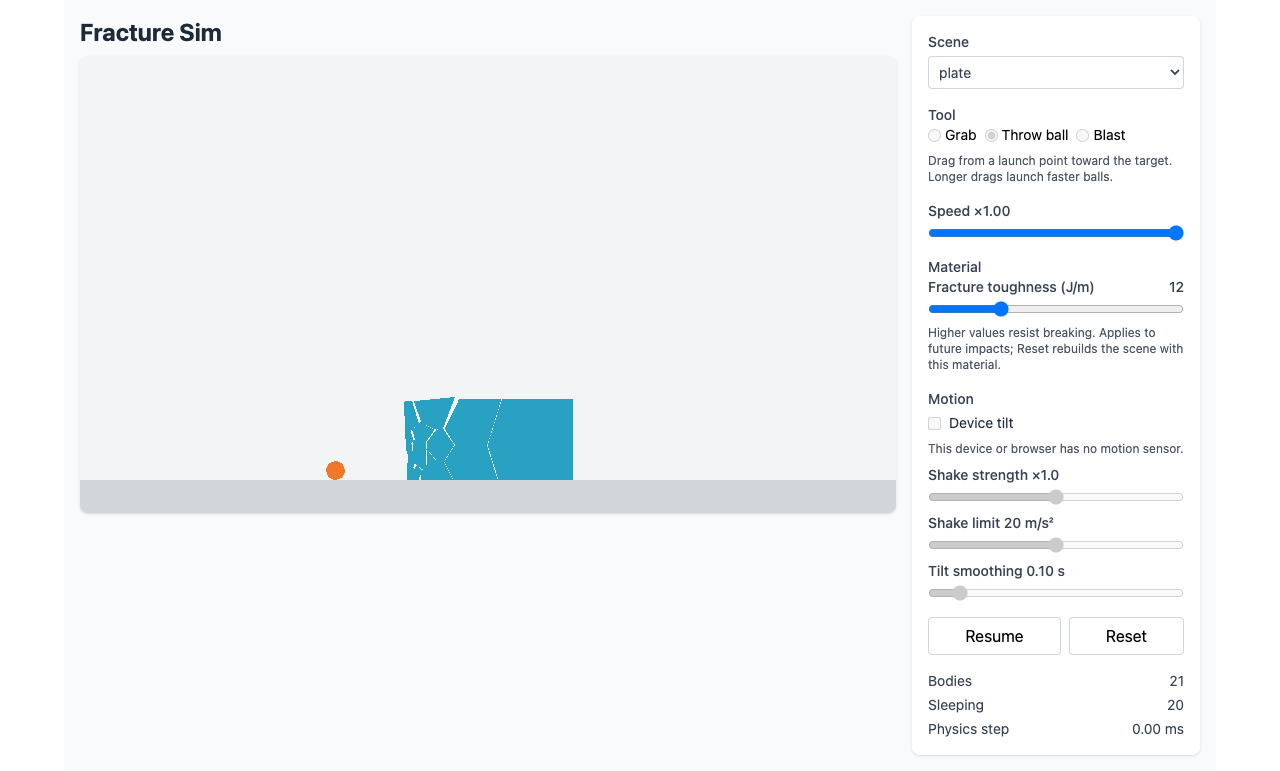 Fracture Sim
Scene
plate
Tool
Grab Throw ball Blast
Drag from a launch point toward the target.
Longer drags launch faster balls.
Speed ×1.00
Material
Fracture toughness (J/m) 12
Higher values resist breaking. Applies to
future impacts; Reset rebuilds the scene with
this material.
Motion
Device tilt
This device or browser has no motion sensor.
Shake strength ×1.0
Shake limit 20 m/s²
Tilt smoothing 0.10 s
Resume Reset
Bodies 21
Sleeping 20
Physics step 0.00 ms